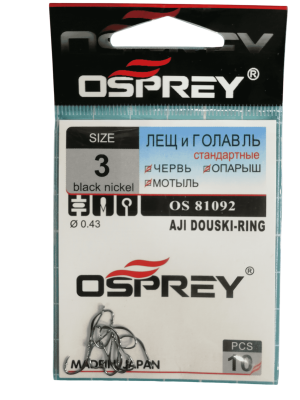 OSPREY®
SIZE
3
black nickel
ЛЕЩ и ГОЛАВЛЬ
стандартные
ЧЕРВЬ ОПАРЫШ
МОТЫЛЬ
Ø 0.43
OS 81092
AJI DOUSKI-RING
OSPREY®
PCS
10
MADE IN JAPAN